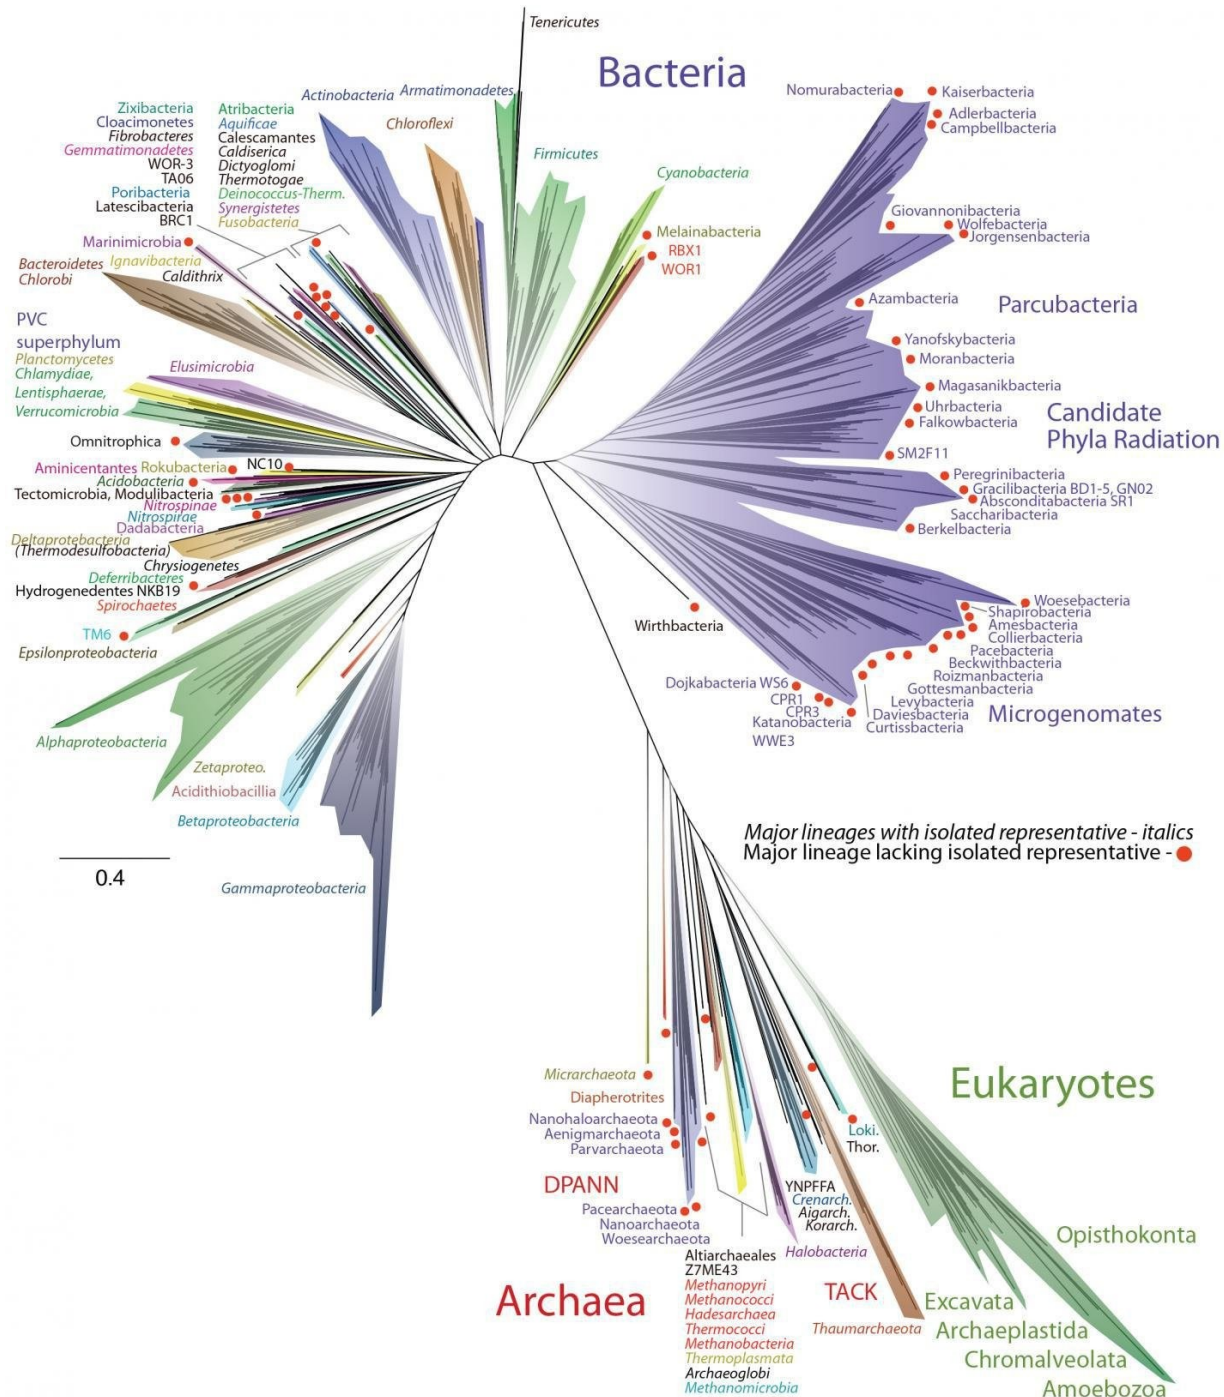 Tenericutes
Bacteria
Actinobacteria
Armatimonadetes
Nomurabacteria
Kaiserbacteria
Adlerbacteria
Campbellbacteria
Zixibacteria
Cloacimonetes
Fibrobacteres
Gemmatimonadetes
WOR-3
TA06
Poribacteria
Latescibacteria
BRC1
Atribacteria
Aquificae
Calescamantes
Caldiserica
Dictyoglomi
Thermotogae
Deinococcus-Therm.
Synergistetes
Fusobacteria
Chloroflexi
Firmicutes
Cyanobacteria
Melainabacteria
RBX1
WOR1
Giovannonibacteria
Wolfebacteria
Jorgensenbacteria
Marinimicrobia
Ignavibacteria
Caldithrix
Bacteroidetes
Chlorobi
Azambacteria
Parcubacteria
PVC
superphylum
Planctomycetes
Chlamydiae,
Lentisphaerae,
Verrucomicrobia
Elusimicrobia
Yanofskybacteria
Moranbacteria
Magasanikbacteria
Uhrbacteria
Falkowbacteria
Candidate
Phyla Radiation
SM2F11
Omnitrophica
Aminicentantes Rokubacteria NC10
Acidobacteria
Tectomicrobia, Modulibacteria
Nitrospinae
Nitrospirae
Dadabacteria
Deltaprotebacteria
(Thermodesulfobacteria)
Chrysiogenetes
Deferribacteres
Hydrogenedentes NKB19
Spirochaetes
TM6
Epsilonproteobacteria
Peregrinibacteria
Gracilibacteria BD1-5, GN02
Absconditabacteria SR1
Saccharibacteria
Berkelbacteria
Wirthbacteria
Woesebacteria
Shapirobacteria
Amesbacteria
Collierbacteria
Pacebacteria
Beckwithbacteria
Roizmanbacteria
Gottesmanbacteria
Levybacteria
Daviesbacteria
Curtissbacteria
Microgenomates
Dojkabacteria WS6
CPR1
CPR3
Katanobacteria
WWE3
Alphaproteobacteria
Zetaproteo.
Acidithiobacillia
Betaproteobacteria
Gammaproteobacteria
0.4
Major lineages with isolated representative - italics
Major lineage lacking isolated representative -
Micrarchaeota
Diapherotrites
Nanohaloarchaeota
Aenigmarchaeota
Parvarchaeota
DPANN
Pacearchaeota
Nanoarchaeota
Woesearchaeota
Archaea
Altiarchaeales
Z7ME43
Methanopyri
Methanococci
Hadesarchaea
Thermococci
Methanobacteria
Thermoplasmata
Archaeoglobi
Methanomicrobia
Halobacteria
YNPFFA
Crenarch.
Aigarch.
Korarch.
Loki.
Thor.
TACK
Thaumarchaeota
Eukaryotes
Opisthokonta
Excavata
Archaeplastida
Chromalveolata
Amoebozoa